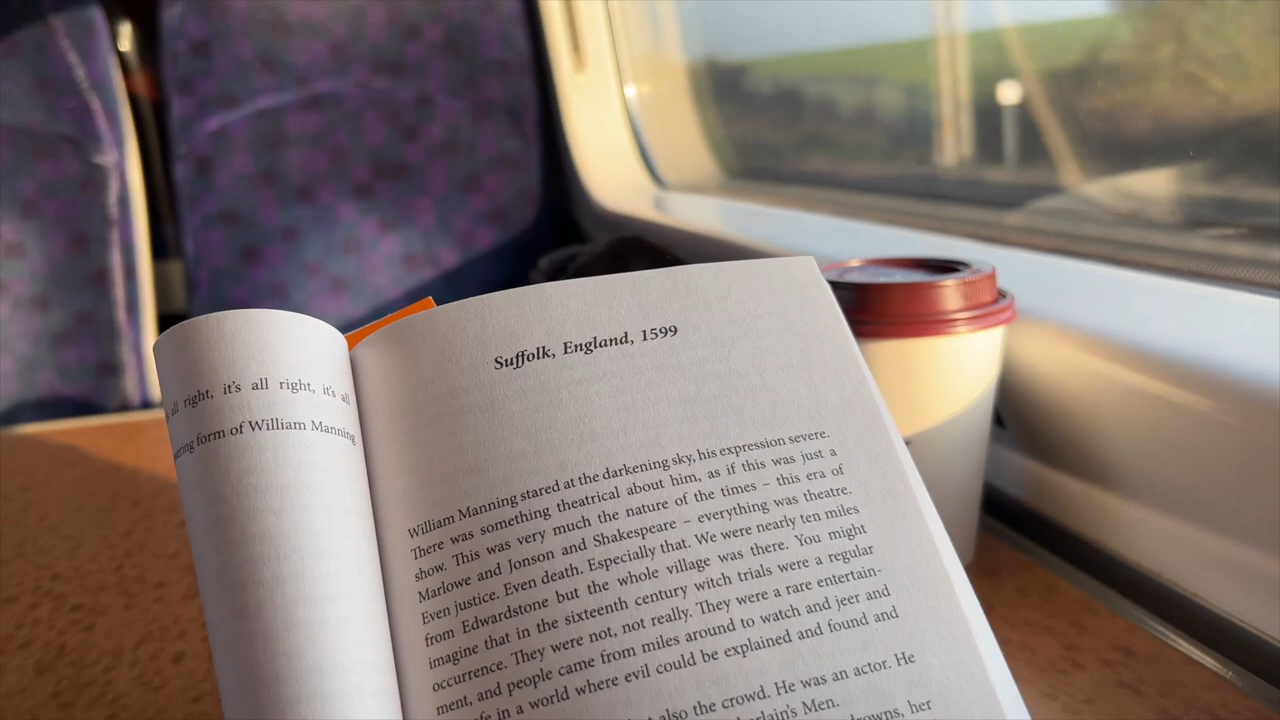 all right, it's all right, it's all
form of William Manning
Suffolk, England, 1599
William Manning stared at the darkening sky, his expression severe.
There was something theatrical about him, as if this was just a
show. This was very much the nature of the times – this era of
Marlowe and Jonson and Shakespeare – everything was theatre.
Even justice. Even death. Especially that. We were nearly ten miles
from Edwardstone but the whole village was there. You might
imagine that in the sixteenth century witch trials were a regular
occurrence. They were not, not really. They were a rare entertain-
ment, and people came from miles around to watch and jeer and
in a world where evil could be explained and found and
also the crowd. He was an actor. He
Men.
her